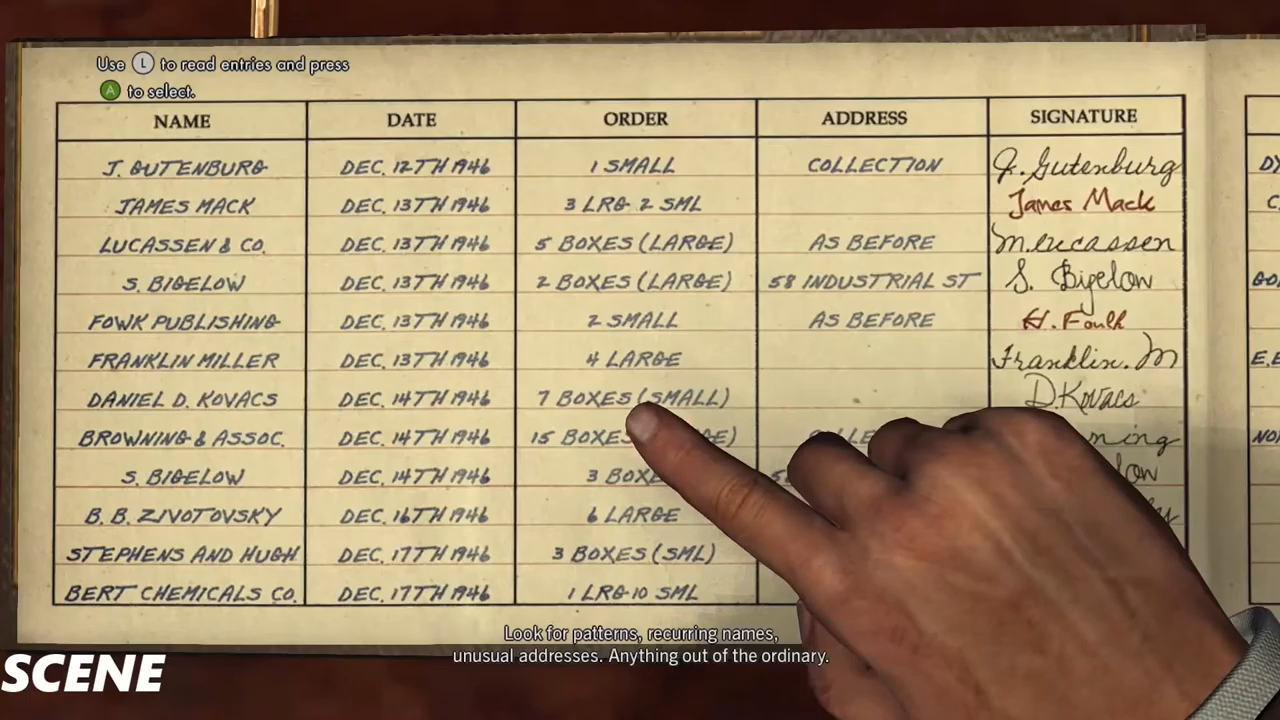 Use L to read entries and press
A to select.
NAME DATE ORDER ADDRESS SIGNATURE
J. GUTENBURG DEC. 12TH 1946 1 SMALL COLLECTION J. Gutenburg
JAMES MACK DEC. 13TH 1946 3 LRG 2 SML James Mack
LUCASSEN & CO. DEC. 13TH 1946 5 BOXES (LARGE) AS BEFORE
S. BIGELOW DEC. 13TH 1946 2 BOXES (LARGE) 58 INDUSTRIAL ST S. Bigelow
FOWK PUBLISHING DEC. 13TH 1946 2 SMALL AS BEFORE H.
FRANKLIN MILLER DEC. 13TH 1946 4 LARGE Franklin. M
DANIEL D. KOVACS DEC. 14TH 1946 7 BOXES (SMALL) D. Kovacs
BROWNING & ASSOC. DEC. 14TH 1946 15
S. BIGELOW DEC. 14TH 1946 3
B. B. ZIVOTOVSKY DEC. 16TH 1946 6 LARGE
STEPHENS AND HUGH DEC. 17TH 1946 3 BOXES (SML)
BERT CHEMICALS CO. DEC. 17TH 1946 1 LRG 10 SML
Look for patterns, recurring names,
unusual addresses. Anything out of the ordinary.
SCENE